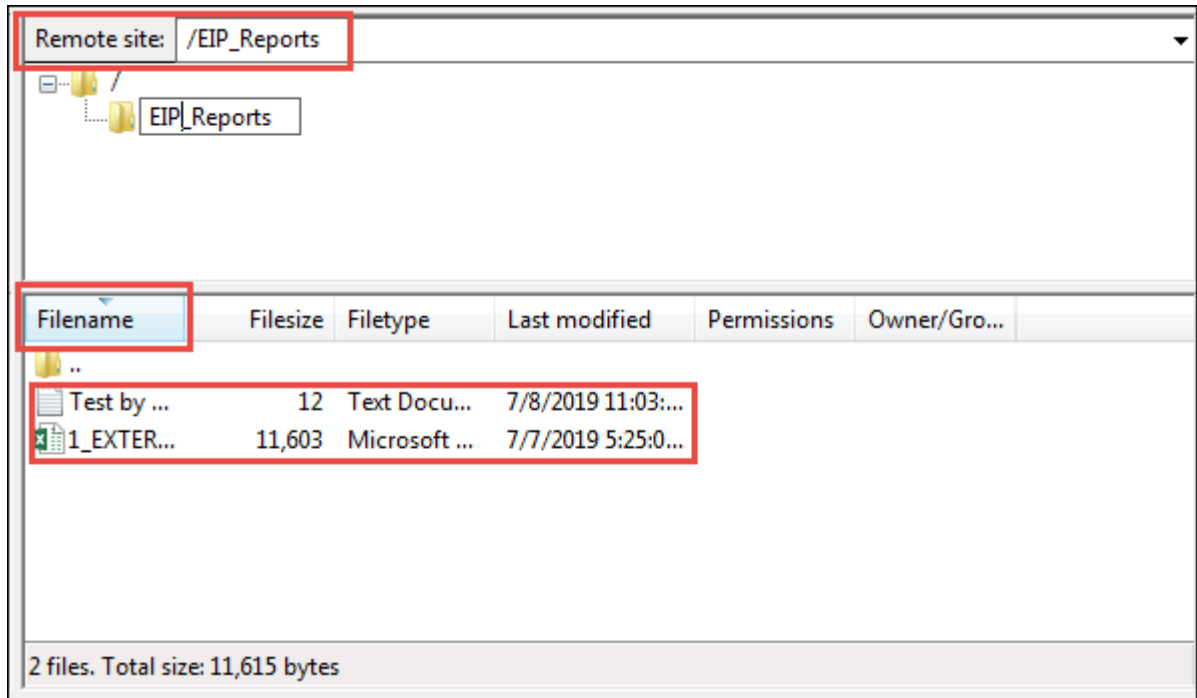 Remote site: /EIP_Reports
/
EIP_Reports
Filename Filesize Filetype Last modified Permissions Owner/Gro...
..
Test by ... 12 Text Docu... 7/8/2019 11:03:...
1_EXTER... 11,603 Microsoft ... 7/7/2019 5:25:0...
2 files. Total size: 11,615 bytes